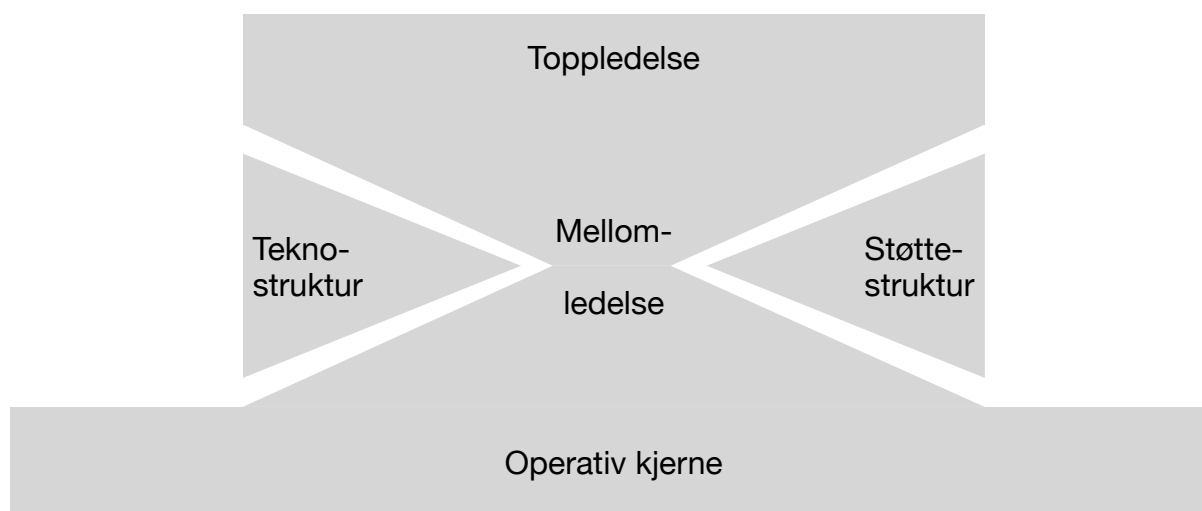 Toppledelse
Mellom-
ledelse
Tekno-
struktur
Støtte-
struktur
Operativ kjerne